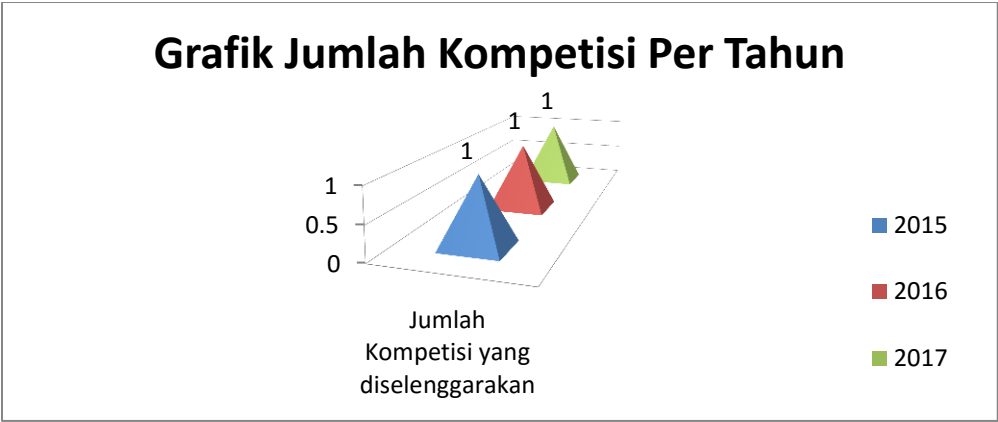 Grafik Jumlah Kompetisi Per Tahun
1
1
1
1
0.5
0
Jumlah
Kompetisi yang
diselenggarakan
2015
2016
2017